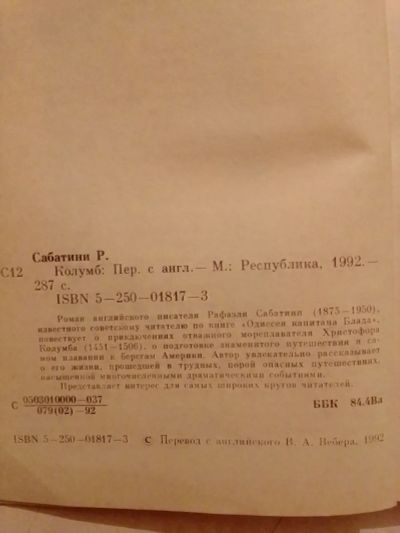 Сабатини Р.
С12 Колумб: Пер. с англ.— М.: Республика, 1992.—
287 с.
ISBN 5—250—01817—3
Роман английского писателя Рафаэля Сабатини (1875—1950),
известного советскому читателю по книге «Одиссея капитана Блада»,
повествует о приключениях отважного мореплавателя Христофора
Колумба (1451—1506), о подготовке знаменитого путешествия и са-
мом плавании к берегам Америки. Автор увлекательно рассказывает
о его жизни, прошедшей в трудных, порой опасных путешествиях,
насыщенной многочисленными драматическими событиями.
Представляет интерес для самых широких кругов читателей.
С 0503010000—037
079(02)—92
ББК 84.4Вл
ISBN 5—250—01817—3 © Перевод с английского В. А. Вебера, 1992